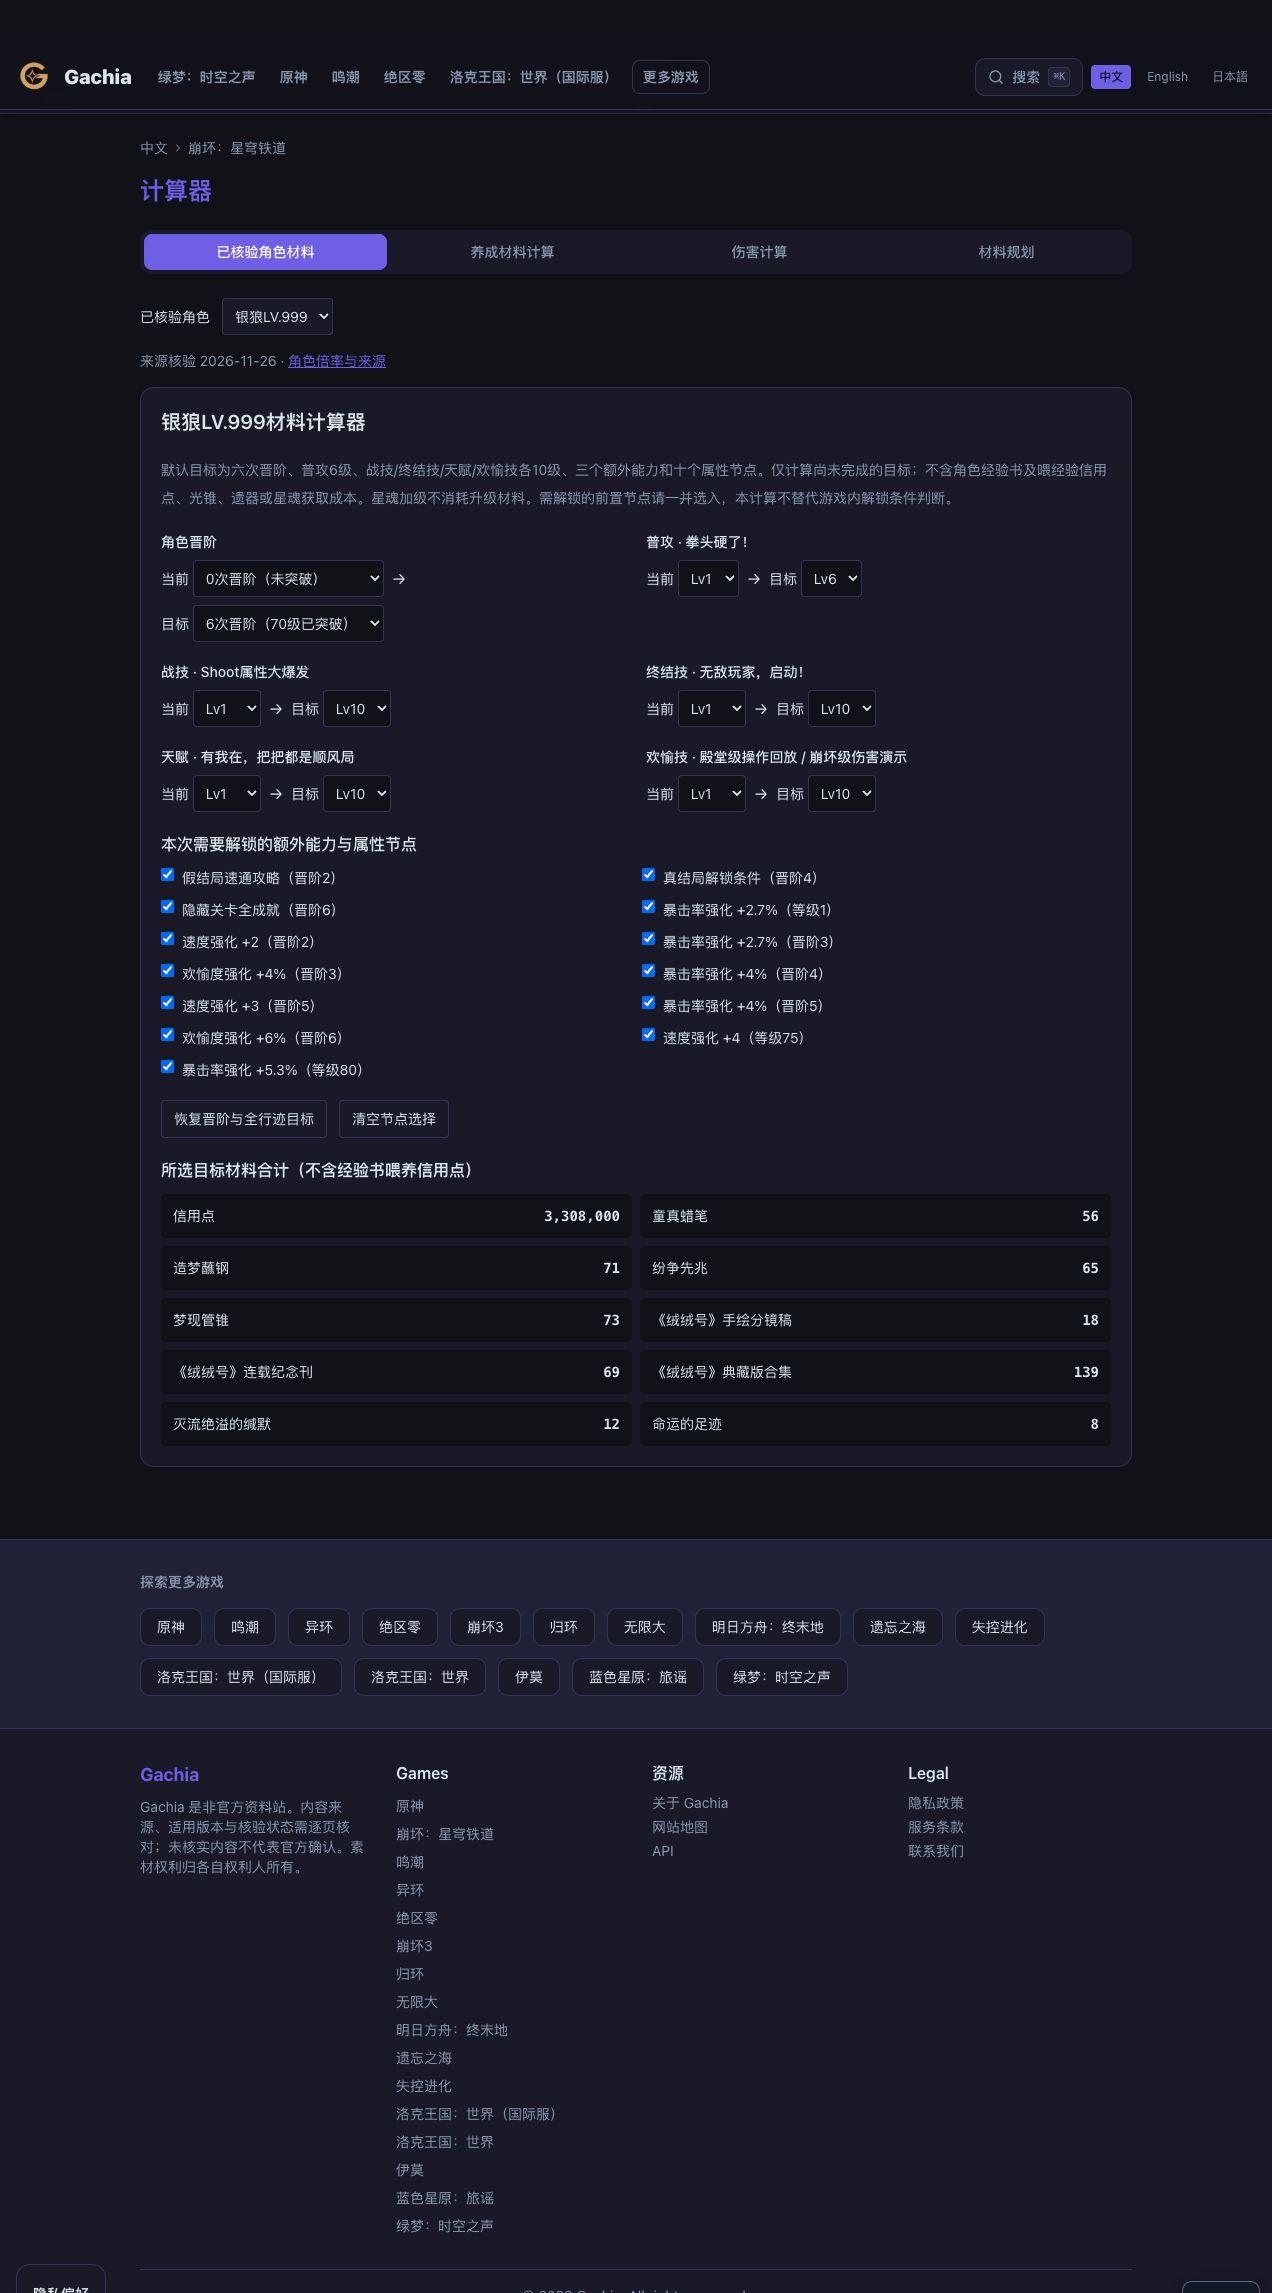 Gachia
绿梦：时空之声
原神
鸣潮
绝区零
洛克王国：世界（国际服）
更多游戏
搜索 ⌘K
中文
English
日本語
中文 › 崩坏：星穹铁道
计算器
已核验角色材料
养成材料计算
伤害计算
材料规划
已核验角色 银狼LV.999
来源核验 2026-11-26 · 角色倍率与来源
银狼LV.999材料计算器
默认目标为六次晋阶、普攻6级、战技/终结技/天赋/欢愉技各10级、三个额外能力和十个属性节点。仅计算尚未完成的目标；不含角色经验书及喂经验信用
点、光锥、遗器或星魂获取成本。星魂加级不消耗升级材料。需解锁的前置节点请一并选入，本计算不替代游戏内解锁条件判断。
角色晋阶
当前 0次晋阶（未突破） →
目标 6次晋阶（70级已突破）
普攻 · 拳头硬了！
当前 Lv1 → 目标 Lv6
战技 · Shoot属性大爆发
当前 Lv1 → 目标 Lv10
终结技 · 无敌玩家，启动！
当前 Lv1 → 目标 Lv10
天赋 · 有我在，把把都是顺风局
当前 Lv1 → 目标 Lv10
欢愉技 · 殿堂级操作回放 / 崩坏级伤害演示
当前 Lv1 → 目标 Lv10
本次需要解锁的额外能力与属性节点
假结局速通攻略（晋阶2）
真结局解锁条件（晋阶4）
隐藏关卡全成就（晋阶6）
暴击率强化 +2.7%（等级1）
速度强化 +2（晋阶2）
暴击率强化 +2.7%（晋阶3）
欢愉度强化 +4%（晋阶3）
暴击率强化 +4%（晋阶4）
速度强化 +3（晋阶5）
暴击率强化 +4%（晋阶5）
欢愉度强化 +6%（晋阶6）
速度强化 +4（等级75）
暴击率强化 +5.3%（等级80）
恢复晋阶与全行迹目标
清空节点选择
所选目标材料合计（不含经验书喂养信用点）
信用点 3,308,000
童真蜡笔 56
造梦蘸钢 71
纷争先兆 65
梦现管锥 73
《绒绒号》手绘分镜稿 18
《绒绒号》连载纪念刊 69
《绒绒号》典藏版合集 139
灭流绝溢的缄默 12
命运的足迹 8
探索更多游戏
原神
鸣潮
异环
绝区零
崩坏3
归环
无限大
明日方舟：终末地
遗忘之海
失控进化
洛克王国：世界（国际服）
洛克王国：世界
伊莫
蓝色星原：旅谣
绿梦：时空之声
Gachia
Gachia 是非官方资料站。内容来
源、适用版本与核验状态需逐页核
对；未核实内容不代表官方确认。素
材权利归各自权利人所有。
Games
原神
崩坏：星穹铁道
鸣潮
异环
绝区零
崩坏3
归环
无限大
明日方舟：终末地
遗忘之海
失控进化
洛克王国：世界（国际服）
洛克王国：世界
伊莫
蓝色星原：旅谣
绿梦：时空之声
资源
关于 Gachia
网站地图
API
Legal
隐私政策
服务条款
联系我们
隐私偏好